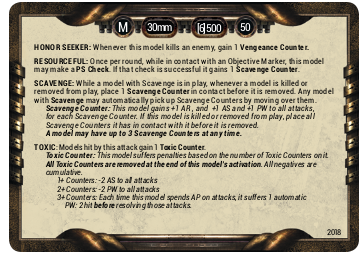 M 30mm 6|500 50
HONOR SEEKER: Whenever this model kills an enemy, gain 1 Vengeance Counter.
RESOURCEFUL: Once per round, while in contact with an Objective Marker, this model
may make a PS Check. If that check is successful it gains 1 Scavenge Counter.
SCAVENGE: While a model with Scavenge is in play, whenever a model is killed or
removed from play, place 1 Scavenge Counter in contact before it is removed. Any model
with Scavenge may automatically pick up Scavenge Counters by moving over them.
Scavenge Counter: This model gains +1 AR, and +1 AS and +1 PW to all attacks,
for each Scavenge Counter. If this model is killed or removed from play, place all
Scavenge Counters it has in contact with it before it is removed.
A model may have up to 3 Scavenge Counters at any time.
TOXIC: Models hit by this attack gain 1 Toxic Counter.
Toxic Counter: This model suffers penalties based on the number of Toxic Counters on it.
All Toxic Counters are removed at the end of this model's activation. All negatives are
cumulative.
1+ Counters: -2 AS to all attacks
2+ Counters: -2 PW to all attacks
3+ Counters: Each time this model spends AP on attacks, it suffers 1 automatic
PW: 2 hit before resolving those attacks.
2018